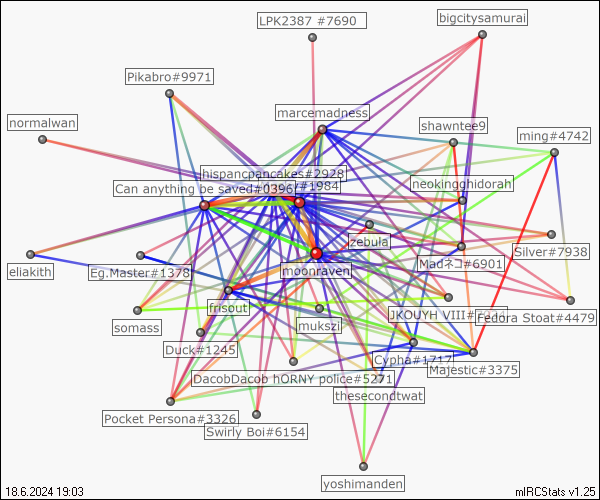 LPK2387 #7690
bigcitysamurai
Pikabro#9971
marcemadness
normalwan
shawntee9
ming#4742
hispancpancakes#2928
Can anything be saved#0396
#1984
neokingghidorah
zebula
moonraven
Madネコ#6901
Silver#7938
eliakith
Eg.Master#1378
frisout
somass
mukszi
JKOUYH VIII#
Fedora Stoat#4479
Duck#1245
Cypha#1717
Majestic#3375
DacobDacob hORNY police#5271
thesecondtwat
Pocket Persona#3326
Swirly Boi#6154
yoshimanden
18.6.2024 19:03
mIRCStats v1.25